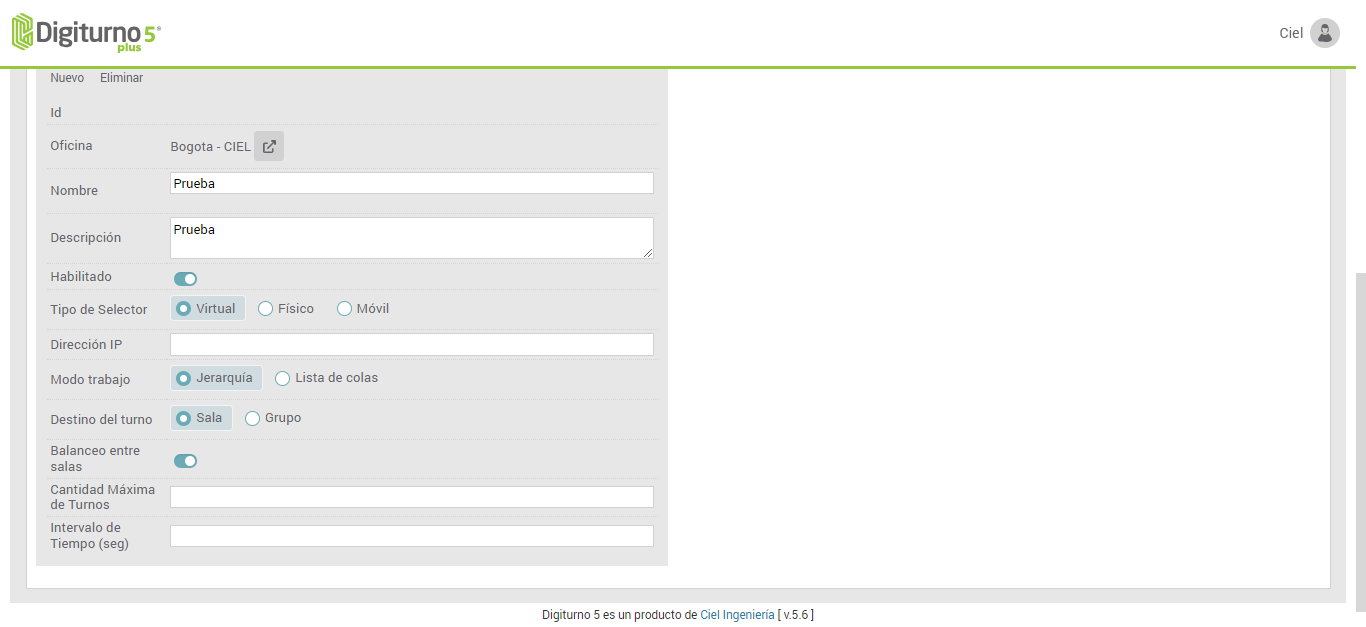 Digiturno 5®
plus
Ciel
Nuevo Eliminar
Id
Oficina Bogota - CIEL
Nombre Prueba
Descripción Prueba
Habilitado
Tipo de Selector Virtual Físico Móvil
Dirección IP
Modo trabajo Jerarquía Lista de colas
Destino del turno Sala Grupo
Balanceo entre
salas
Cantidad Máxima
de Turnos
Intervalo de
Tiempo (seg)
Digiturno 5 es un producto de Ciel Ingeniería [ v.5.6 ]